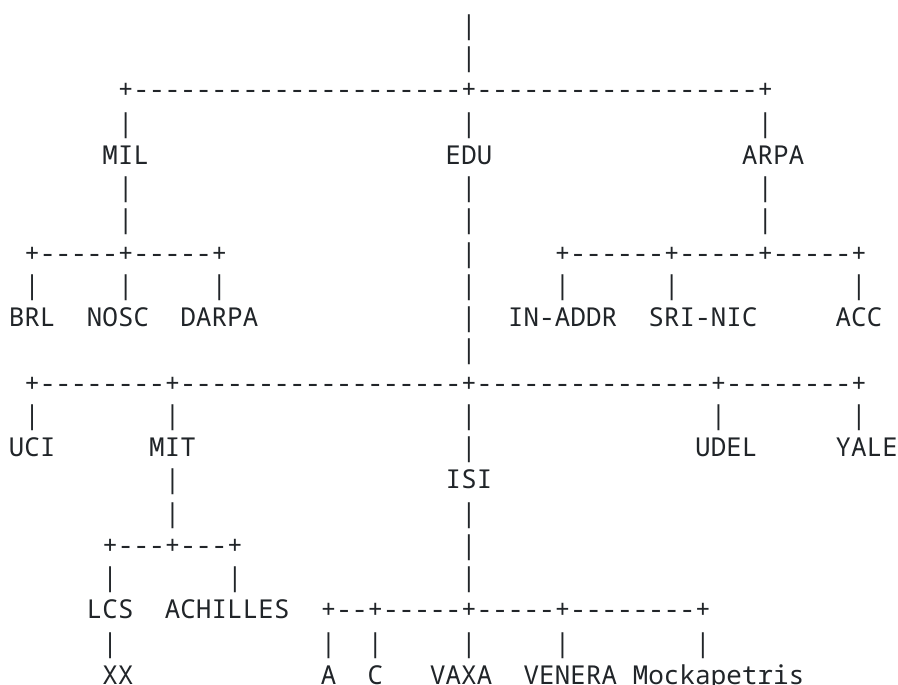 MIL EDU ARPA
BRL NOSC DARPA IN-ADDR SRI-NIC ACC
UCI MIT UDEL YALE
ISI
LCS ACHILLES
XX A C VAXA VENERA Mockapetris